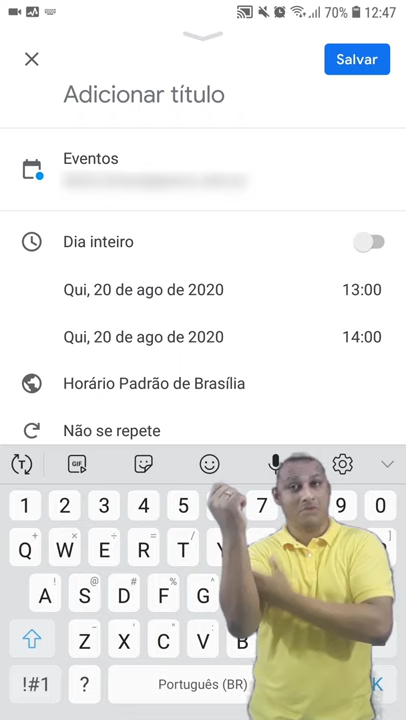 70% 12:47
Salvar
Adicionar título
Eventos
Dia inteiro
Qui, 20 de ago de 2020 13:00
Qui, 20 de ago de 2020 14:00
Horário Padrão de Brasília
Não se repete
T GIF
1 2 3 4 5 7 9 0
+ × ÷ = /
Q W E R T
! @ # %
A S D F G
Z X C V B
!#1 ? Português (BR) K